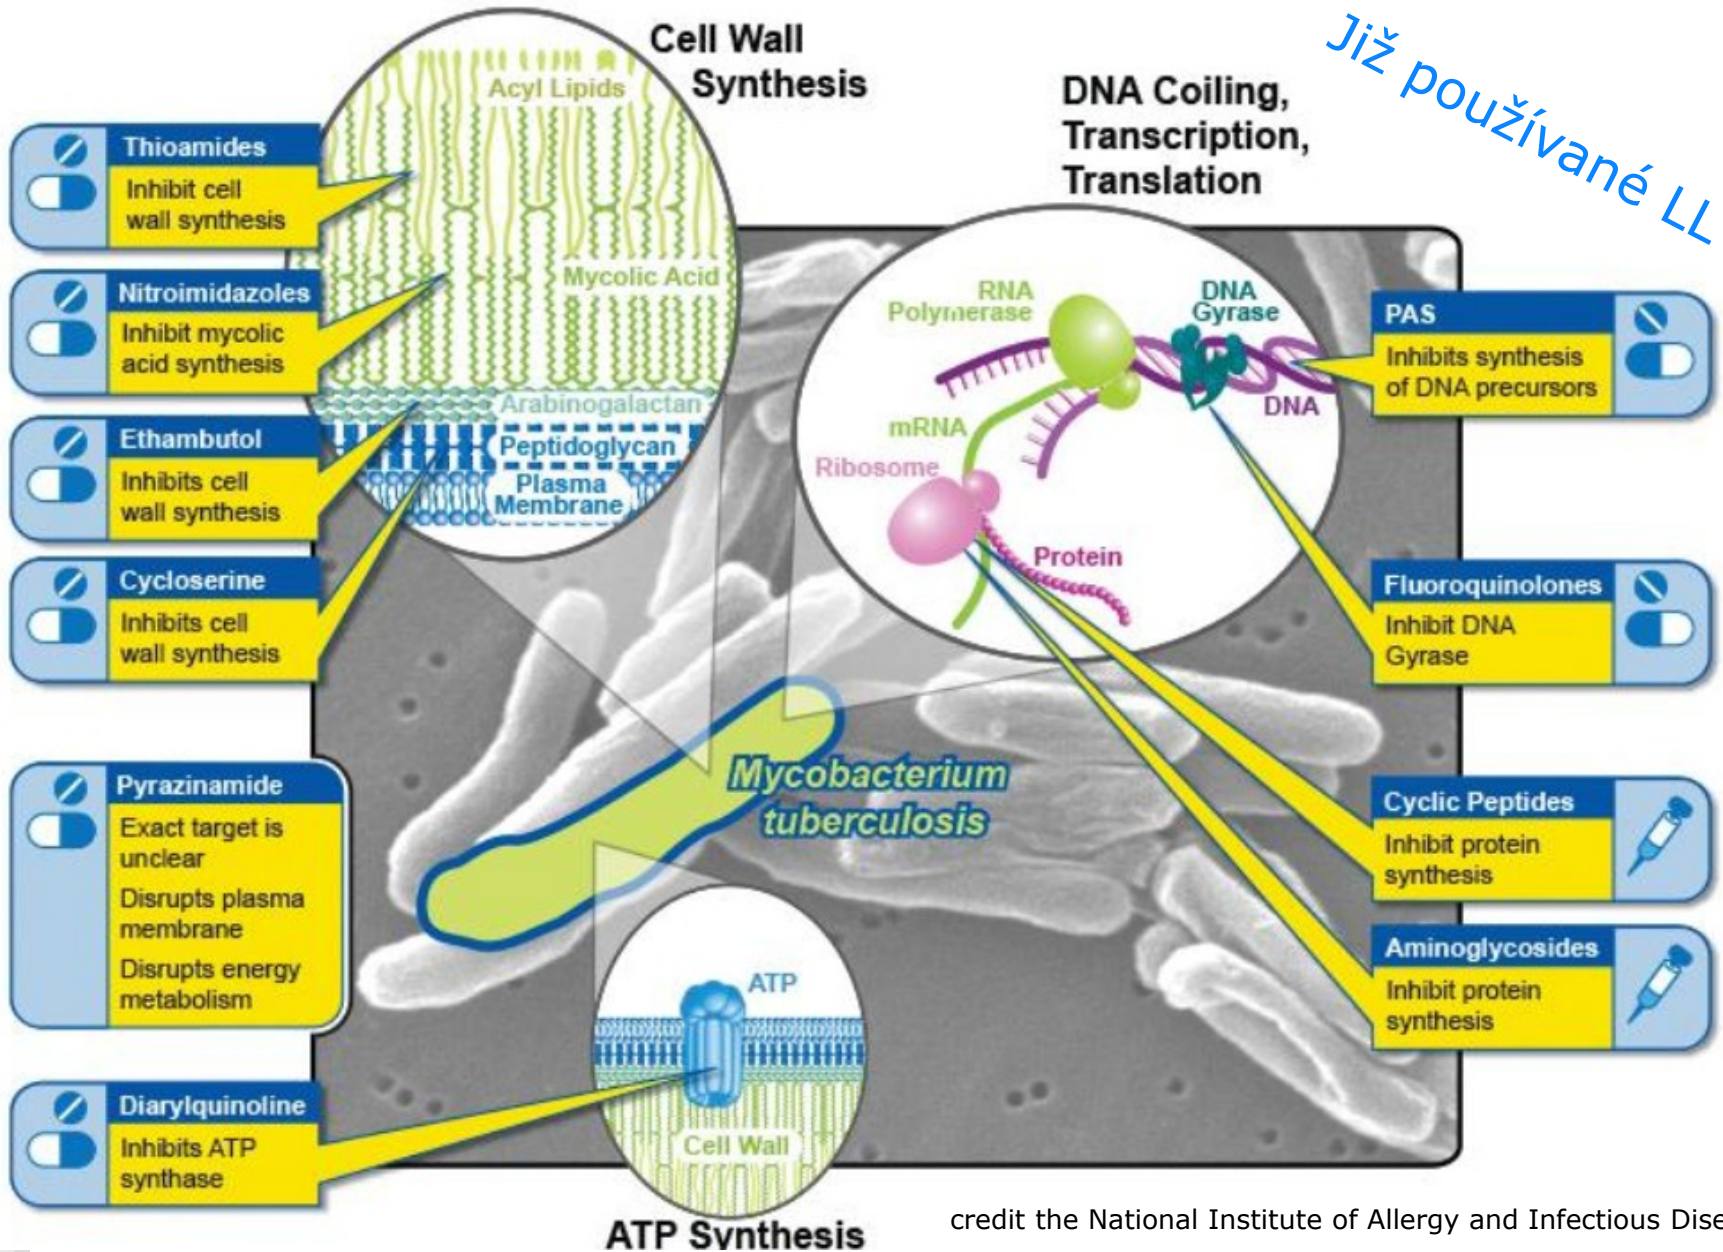 Cell Wall
Synthesis
DNA Coiling,
Transcription,
Translation
Již používané LL
Acyl Lipids
Mycolic Acid
Arabinogalactan
Peptidoglycan
Plasma
Membrane
Thioamides
Inhibit cell
wall synthesis
Nitroimidazoles
Inhibit mycolic
acid synthesis
Ethambutol
Inhibits cell
wall synthesis
Cycloserine
Inhibits cell
wall synthesis
Pyrazinamide
Exact target is
unclear
Disrupts plasma
membrane
Disrupts energy
metabolism
Diarylquinoline
Inhibits ATP
synthase
RNA
Polymerase
DNA
Gyrase
DNA
mRNA
Ribosome
Protein
PAS
Inhibits synthesis
of DNA precursors
Fluoroquinolones
Inhibit DNA
Gyrase
Cyclic Peptides
Inhibit protein
synthesis
Aminoglycosides
Inhibit protein
synthesis
Mycobacterium
tuberculosis
ATP
Cell Wall
ATP Synthesis
credit the National Institute of Allergy and Infectious Dise